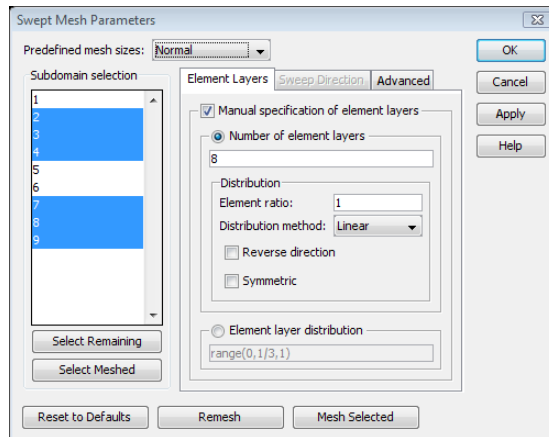 Swept Mesh Parameters
Predefined mesh sizes: Normal
OK
Cancel
Apply
Help
Subdomain selection
1
2
3
4
5
6
7
8
9
Select Remaining
Select Meshed
Element Layers Sweep Direction Advanced
Manual specification of element layers
Number of element layers
8
Distribution
Element ratio: 1
Distribution method: Linear
Reverse direction
Symmetric
Element layer distribution
range(0,1/3,1)
Reset to Defaults Remesh Mesh Selected